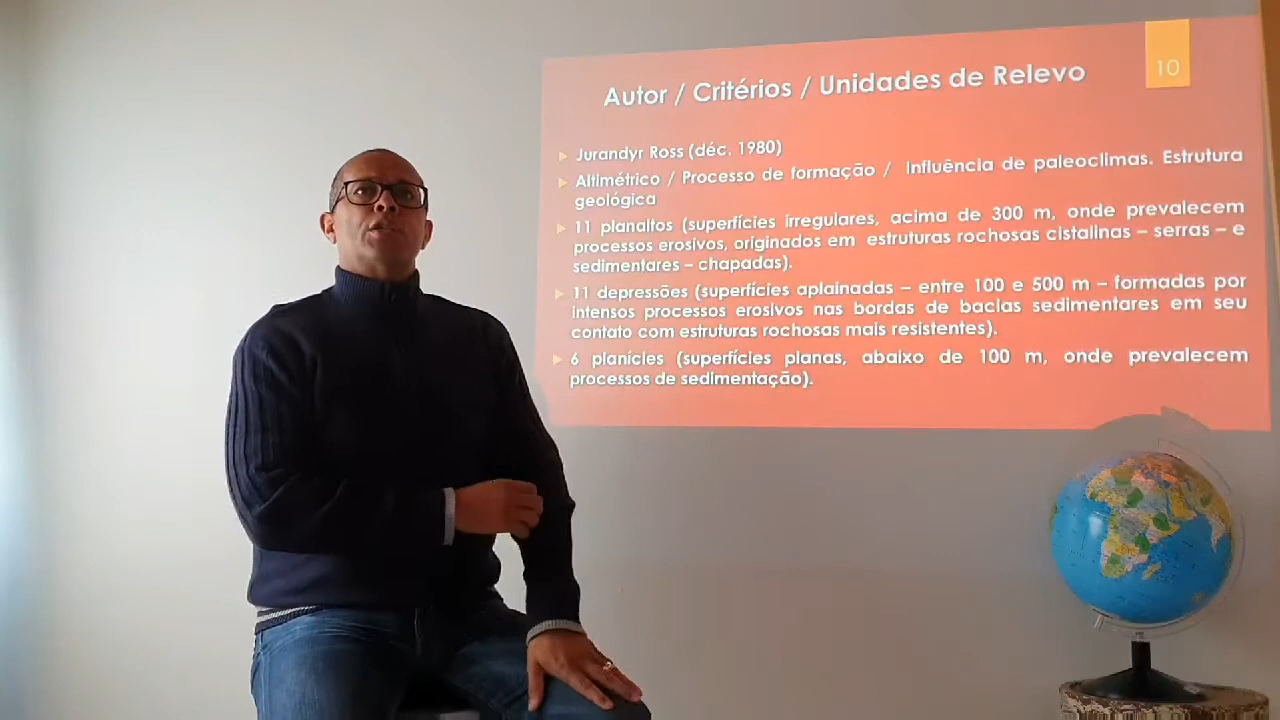 10
Autor / Critérios / Unidades de Relevo
Jurandyr Ross (déc. 1980)
Altimétrico / Processo de formação / Influência de paleoclimas. Estrutura
geológica
11 planaltos (superfícies irregulares, acima de 300 m, onde prevalecem
processos erosivos, originados em estruturas rochosas cistalinas – serras – e
sedimentares – chapadas).
11 depressões (superfícies aplainadas – entre 100 e 500 m – formadas por
intensos processos erosivos nas bordas de bacias sedimentares em seu
contato com estruturas rochosas mais resistentes).
6 planícies (superfícies planas, abaixo de 100 m, onde prevalecem
processos de sedimentação).